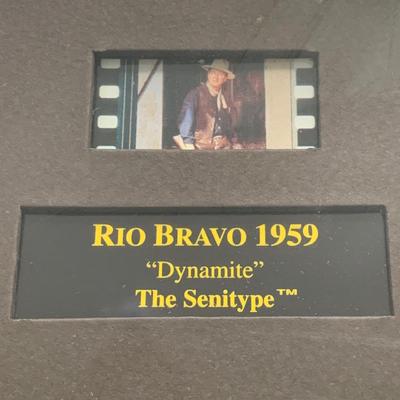 RIO BRAVO 1959
“Dynamite”
The Senitype™